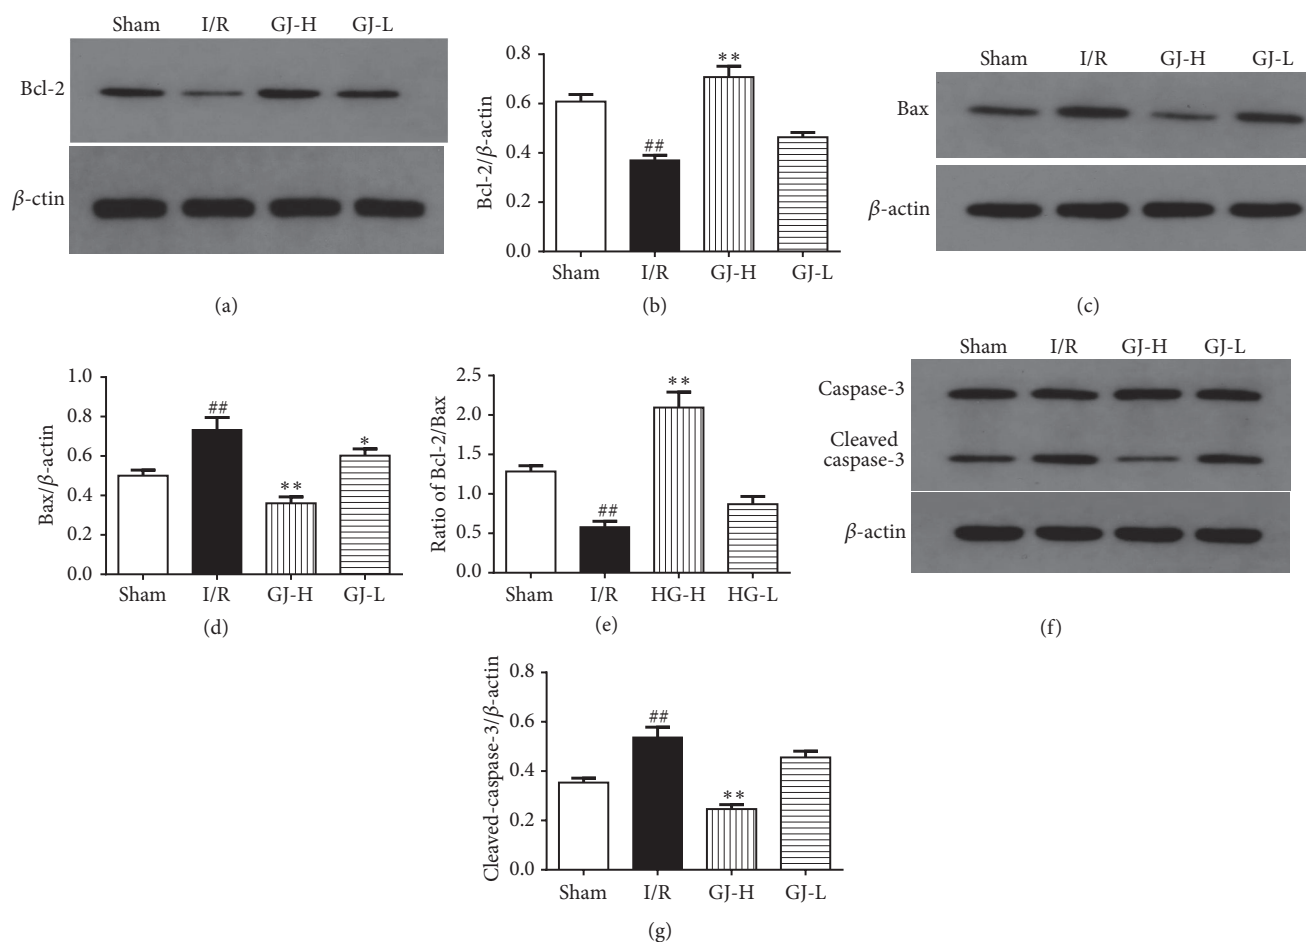 Sham I/R GJ-H GJ-L
Bcl-2
β-ctin
(a)
0.8
0.6
0.4
0.2
0.0
Bcl-2/β-actin
##
**
Sham I/R GJ-H GJ-L
(b)
Sham I/R GJ-H GJ-L
Bax
β-actin
(c)
1.0
0.8
0.6
0.4
0.2
0.0
Bax/β-actin
##
**
*
Sham I/R GJ-H GJ-L
(d)
2.5
2.0
1.5
1.0
0.5
0.0
Ratio of Bcl-2/Bax
##
**
Sham I/R HG-H HG-L
(e)
Sham I/R GJ-H GJ-L
Caspase-3
Cleaved
caspase-3
β-actin
(f)
0.8
0.6
0.4
0.2
0.0
Cleaved-caspase-3/β-actin
##
**
Sham I/R GJ-H GJ-L
(g)